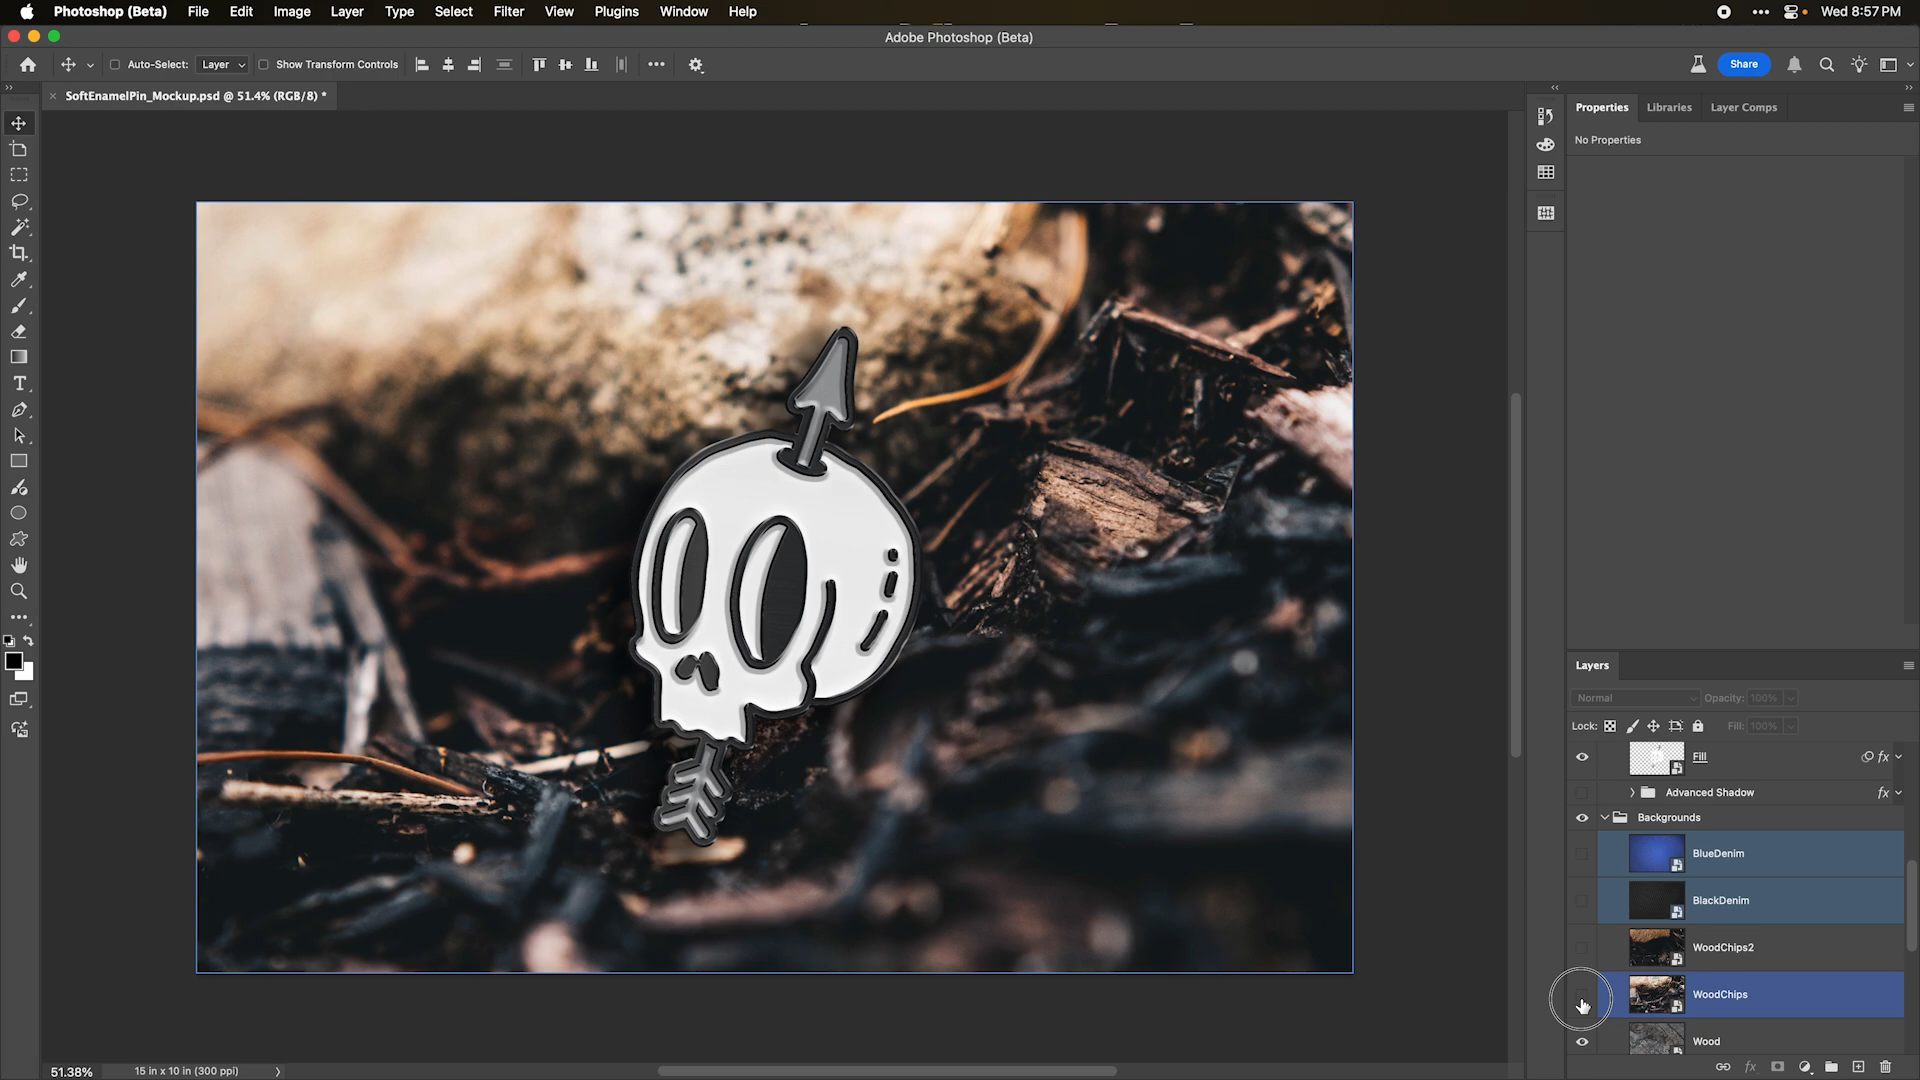 Photoshop (Beta) File Edit Image Layer Type Select Filter View Plugins Window Help Wed 8:57 PM
Adobe Photoshop (Beta)
Auto-Select: Layer Show Transform Controls Share
SoftEnamelPin_Mockup.psd @ 51.4% (RGB/8) *
Properties Libraries Layer Comps
No Properties
Layers
Normal Opacity: 100%
Lock: Fill: 100%
Fill fx
Advanced Shadow fx
Backgrounds
BlueDenim
BlackDenim
WoodChips2
WoodChips
Wood
51.38% 15 in x 10 in (300 ppi)
fx